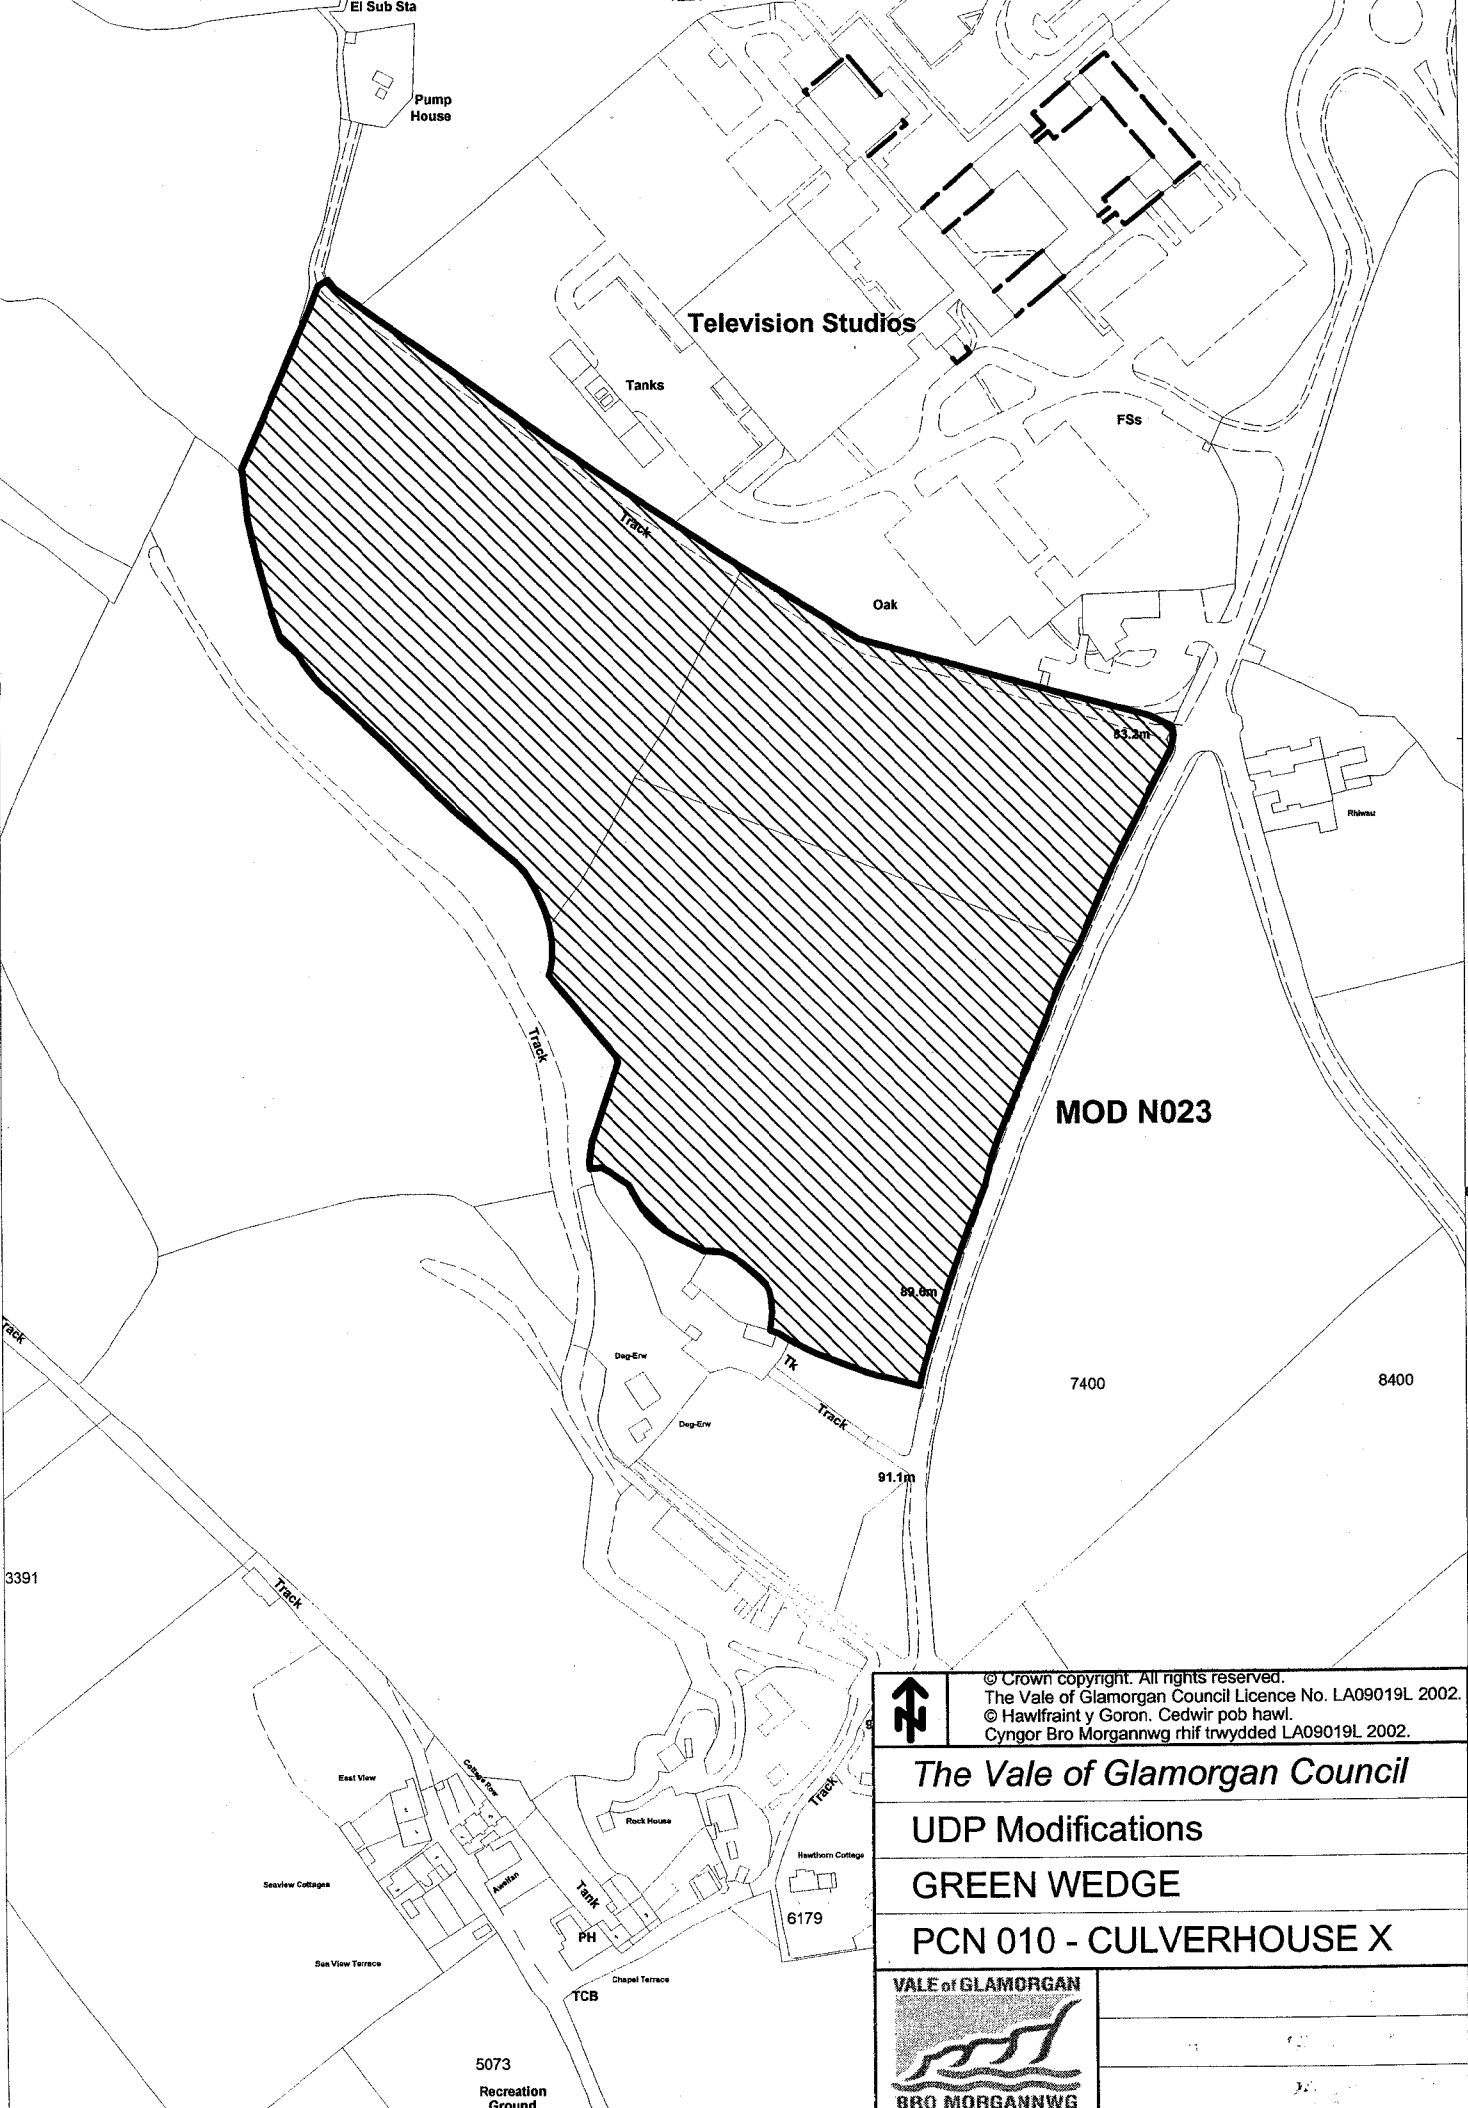 El Sub Sta
Pump
House
Television Studios
Tanks
FSs
Track
Oak
83.2m
Rhiwau
Track
MOD N023
89.6m
7400
8400
Deg-Erw
Tk
Deg-Erw
Track
91.1m
Track
3391
Track
East View
Cottage Row
Rock House
Track
Hawthorn Cottage
Seaview Cottages
Awelfan
Tank
6179
PH
Sea View Terrace
Chapel Terrace
TCB
5073
Recreation
Ground
N
© Crown copyright. All rights reserved.
The Vale of Glamorgan Council Licence No. LA09019L 2002.
© Hawlfraint y Goron. Cedwir pob hawl.
Cyngor Bro Morgannwg rhif trwydded LA09019L 2002.
The Vale of Glamorgan Council
UDP Modifications
GREEN WEDGE
PCN 010 - CULVERHOUSE X
VALE of GLAMORGAN
BRO MORGANNWG